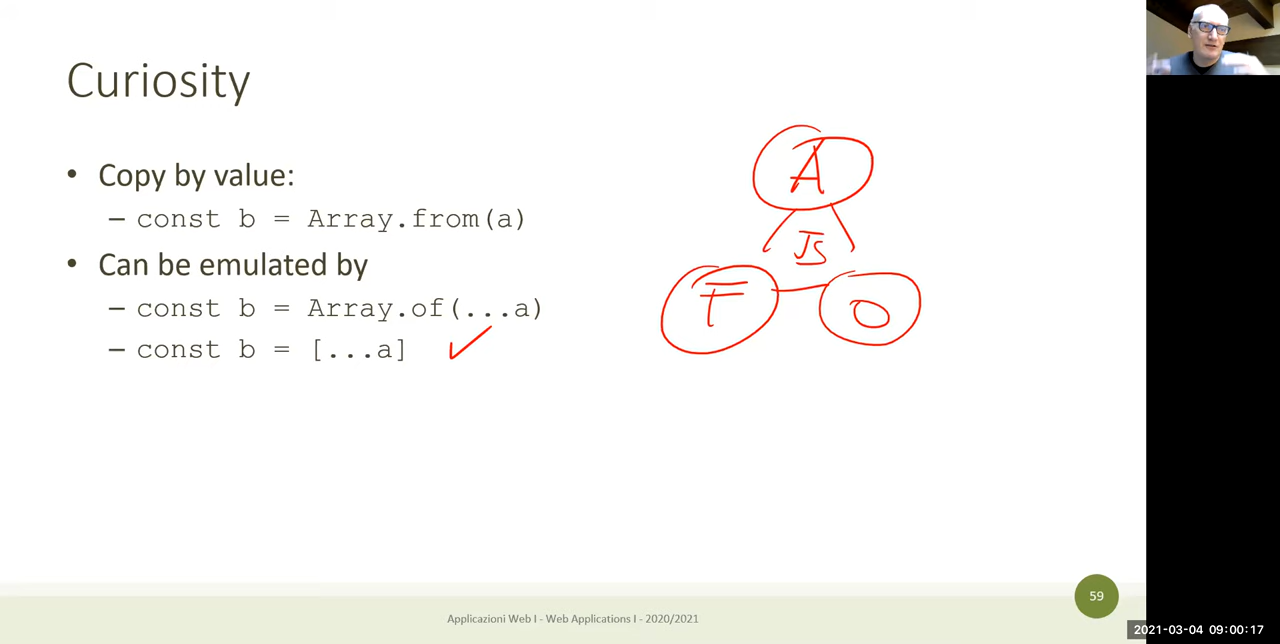 Curiosity
• Copy by value:
– const b = Array.from(a)
• Can be emulated by
– const b = Array.of(...a)
– const b = [...a]
A
JS
F
O
59
Applicazioni Web I - Web Applications I - 2020/2021
2021-03-04 09:00:17